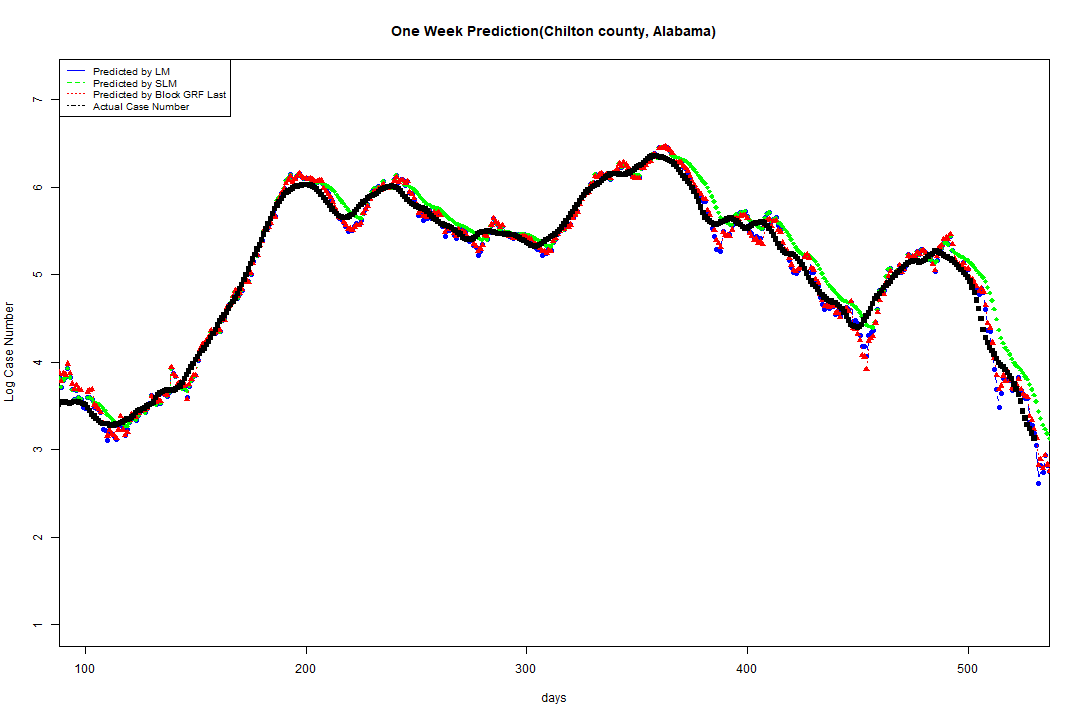 One Week Prediction(Chilton county, Alabama)
Predicted by LM
Predicted by SLM
Predicted by Block GRF Last
Actual Case Number
7
6
5
4
3
2
1
Log Case Number
100 200 300 400 500
days